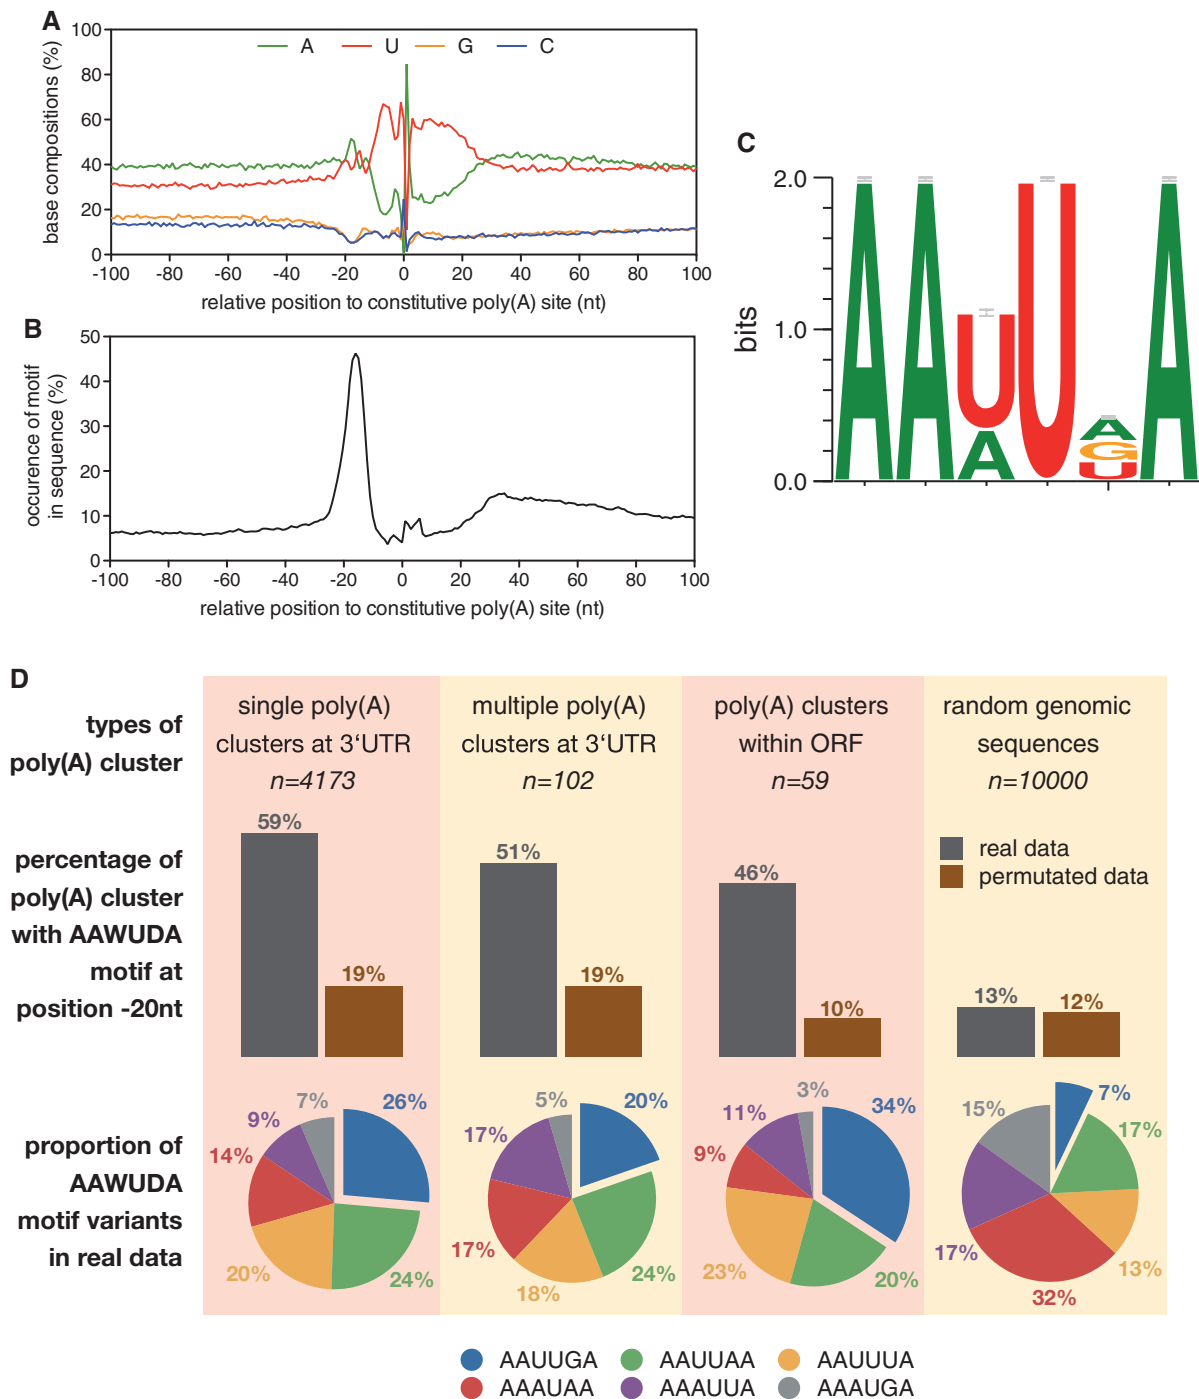 A
base compositions (%)
100
80
60
40
20
0
A U G C
-100 -80 -60 -40 -20 0 20 40 60 80 100
relative position to constitutive poly(A) site (nt)
B
occurence of motif
in sequence (%)
50
40
30
20
10
0
-100 -80 -60 -40 -20 0 20 40 60 80 100
relative position to constitutive poly(A) site (nt)
C
bits
2.0
1.0
0.0
A A U U A A
A G
U
D
types of
poly(A) cluster
single poly(A)
clusters at 3‘UTR
n=4173
multiple poly(A)
clusters at 3‘UTR
n=102
poly(A) clusters
within ORF
n=59
random genomic
sequences
n=10000
percentage of
poly(A) cluster
with AAWUDA
motif at
position -20nt
59%
19%
51%
19%
46%
10%
13%
12%
real data
permutated data
proportion of
AAWUDA
motif variants
in real data
7% 26%
9%
14%
20% 24%
5% 20%
17%
17%
18% 24%
3% 34%
11%
9%
23% 20%
15% 7%
17%
17% 13%
32%
AAUUGA AAUUAA AAUUUA
AAAUAA AAAUUA AAAUGA